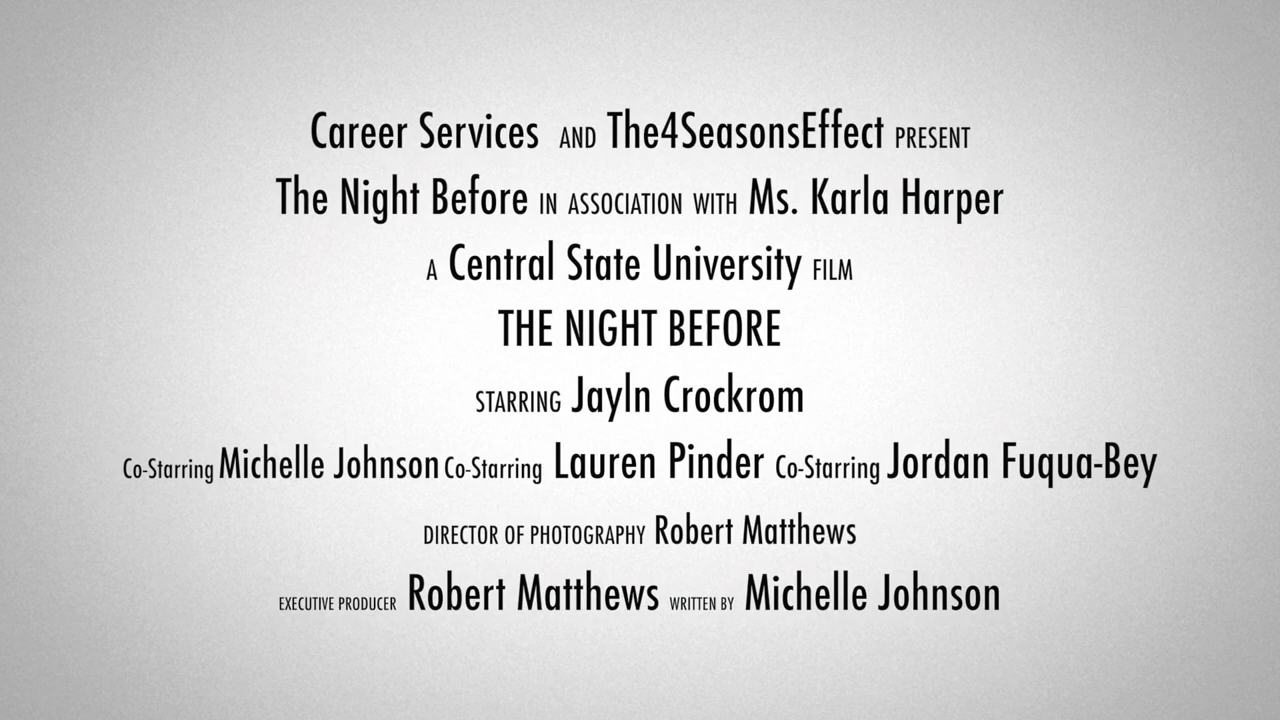 Career Services AND The4SeasonsEffect PRESENT
The Night Before IN ASSOCIATION WITH Ms. Karla Harper
A Central State University FILM
THE NIGHT BEFORE
STARRING Jayln Crockrom
Co-Starring Michelle Johnson Co-Starring Lauren Pinder Co-Starring Jordan Fuqua-Bey
DIRECTOR OF PHOTOGRAPHY Robert Matthews
EXECUTIVE PRODUCER Robert Matthews WRITTEN BY Michelle Johnson